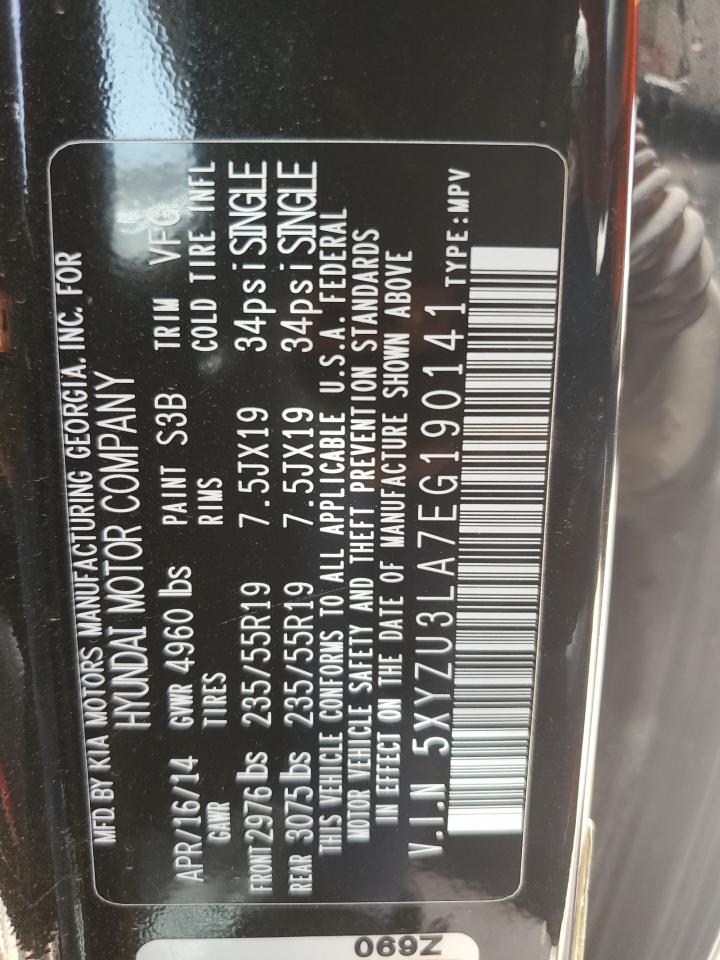 MFD. BY KIA MOTORS MANUFACTURING GEORGIA, INC. FOR
HYUNDAI MOTOR COMPANY
APR/16/14 GVWR 4960 lbs PAINT S3B TRIM VFG
GAWR TIRES RIMS COLD TIRE INFL
FRONT 2976 lbs 235/55R19 7.5JX19 34psi SINGLE
REAR 3075 lbs 235/55R19 7.5JX19 34psi SINGLE
THIS VEHICLE CONFORMS TO ALL APPLICABLE U.S.A. FEDERAL
MOTOR VEHICLE SAFETY AND THEFT PREVENTION STANDARDS
IN EFFECT ON THE DATE OF MANUFACTURE SHOWN ABOVE
V.I.N 5XYZU3LA7EG190141 TYPE:MPV
069Z